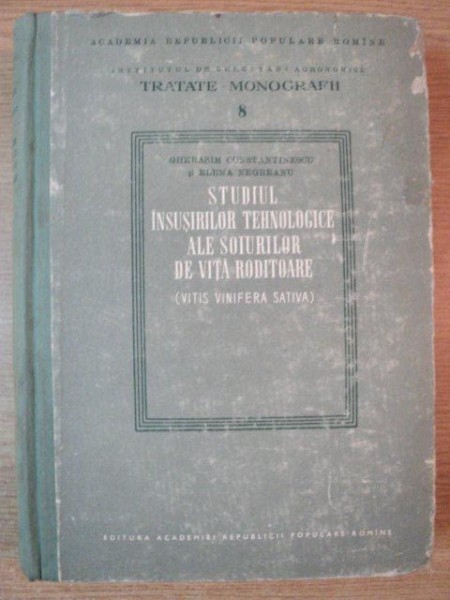 ACADEMIA REPUBLICII POPULARE ROMÎNE
INSTITUTUL DE CERCETĂRI AGRONOMICE
TRATATE - MONOGRAFII
8
GHERASIM CONSTANTINESCU
și ELENA NEGREANU
STUDIUL
ÎNSUȘIRILOR TEHNOLOGICE
ALE SOIURILOR
DE VIȚĂ RODITOARE
(VITIS VINIFERA SATIVA)
EDITURA ACADEMIEI REPUBLICII POPULARE ROMÎNE